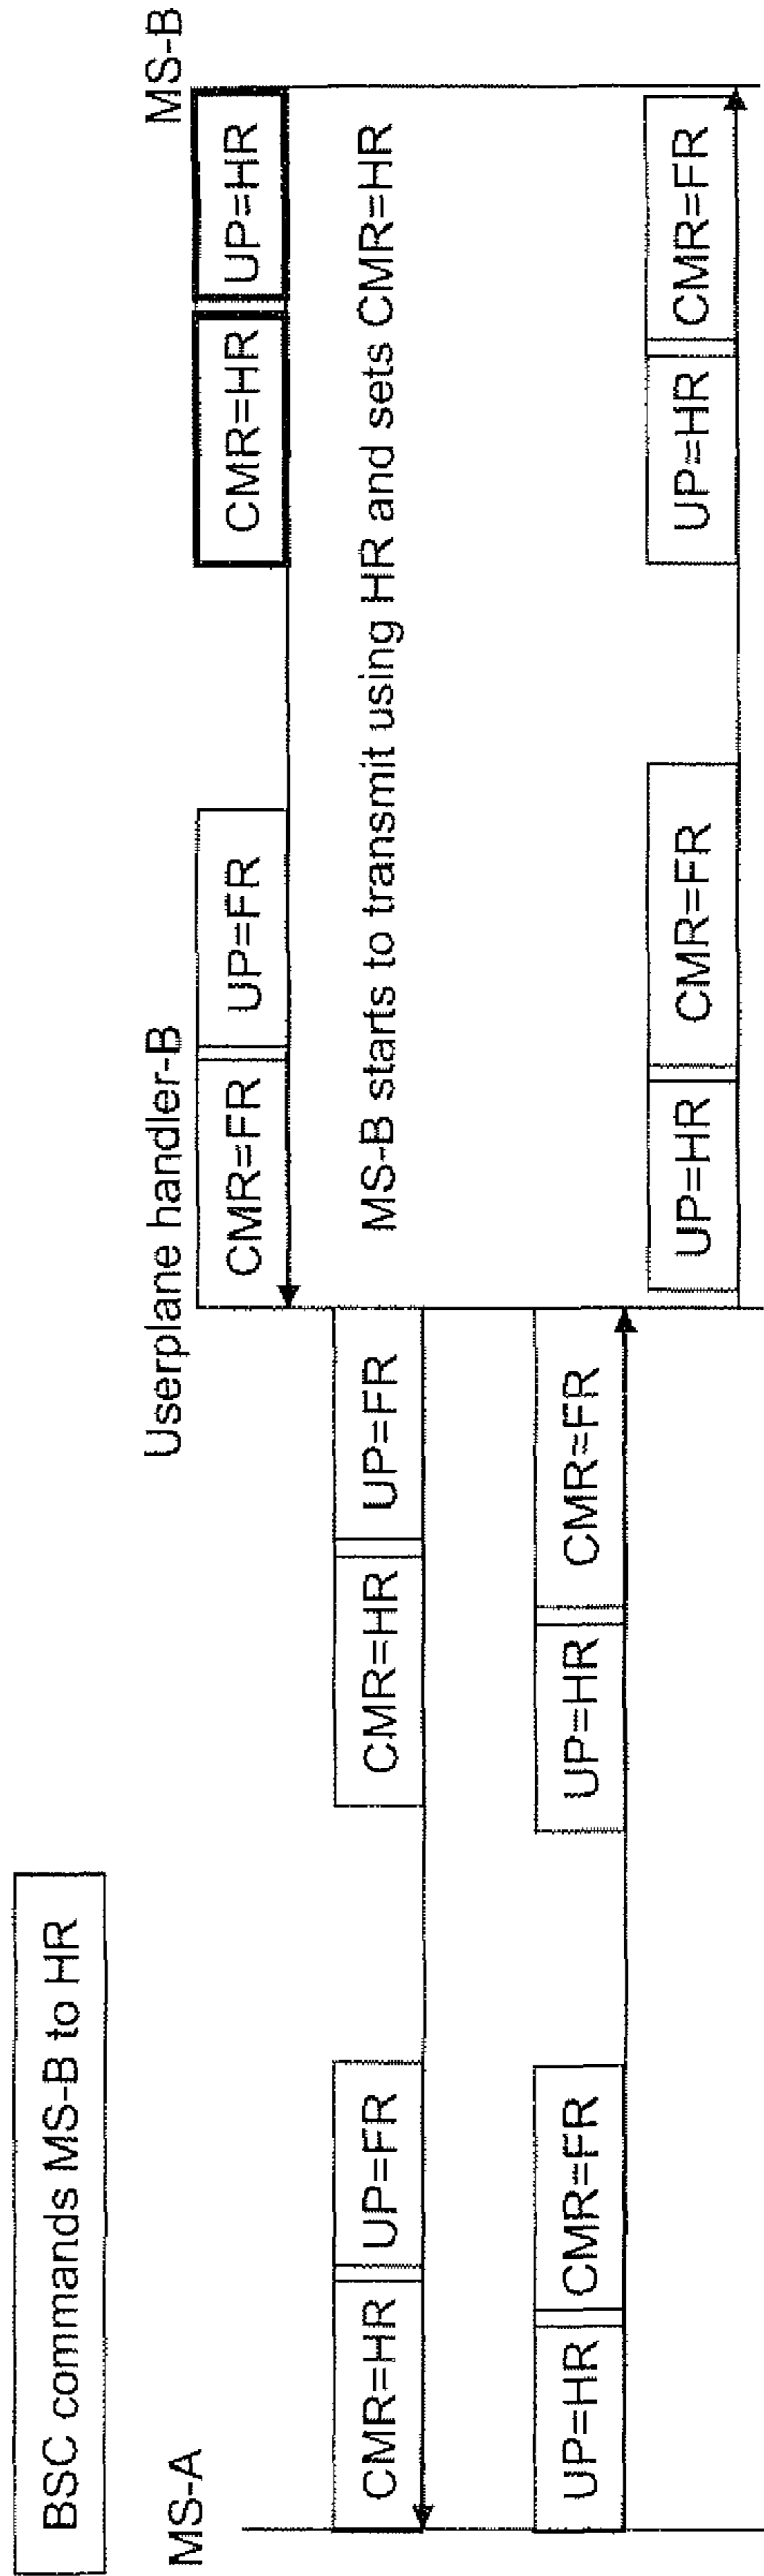 BSC commands MS-B to HR
MS-A
Userplane handler-B
MS-B
CMR=FR
UP=FR
CMR=HR
UP=HR
CMR=HR
UP=FR
CMR=HR
UP=FR
MS-B starts to transmit using HR and sets CMR=HR
UP=HR
CMR=FR
UP=HR
CMR=FR
UP=HR
CMR=FR
UP=HR
CMR=FR